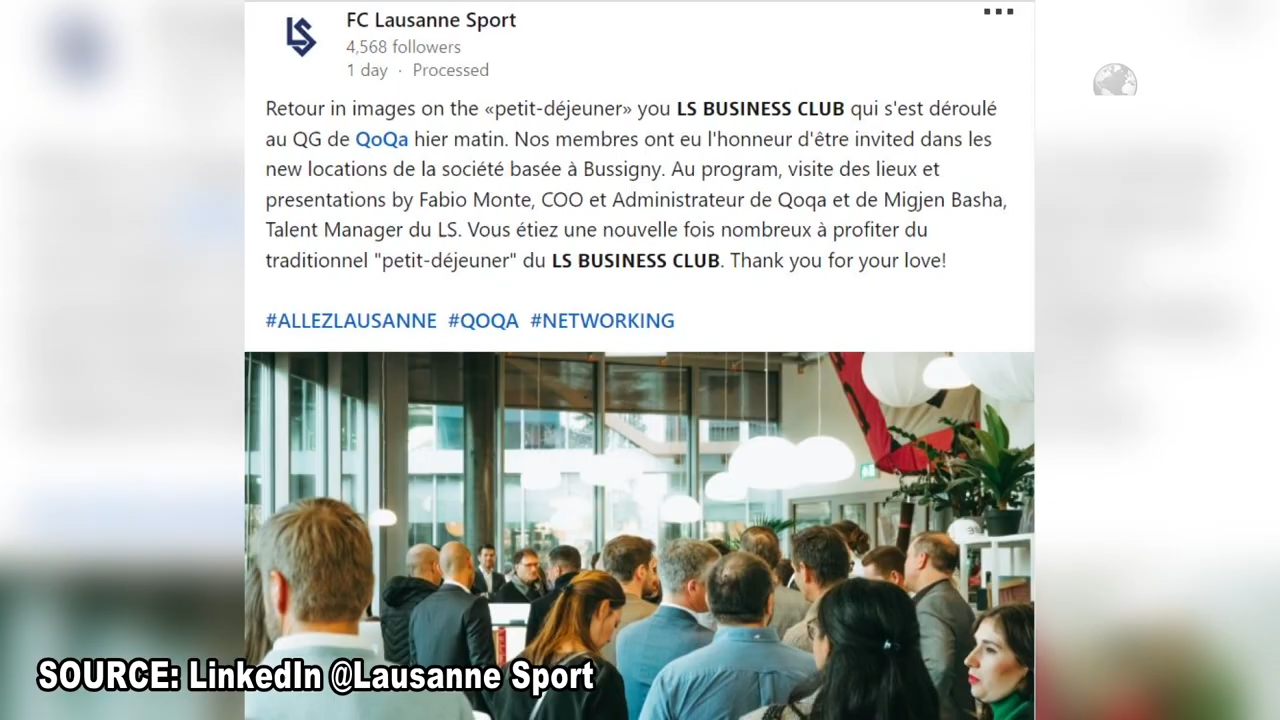 FC Lausanne Sport
4,568 followers
1 day · Processed
Retour in images on the «petit-déjeuner» you LS BUSINESS CLUB qui s'est déroulé
au QG de QoQa hier matin. Nos membres ont eu l'honneur d'être invited dans les
new locations de la société basée à Bussigny. Au program, visite des lieux et
presentations by Fabio Monte, COO et Administrateur de Qoqa et de Migjen Basha,
Talent Manager du LS. Vous étiez une nouvelle fois nombreux à profiter du
traditionnel "petit-déjeuner" du LS BUSINESS CLUB. Thank you for your love!
#ALLEZLAUSANNE #QOQA #NETWORKING
SOURCE: LinkedIn @Lausanne Sport